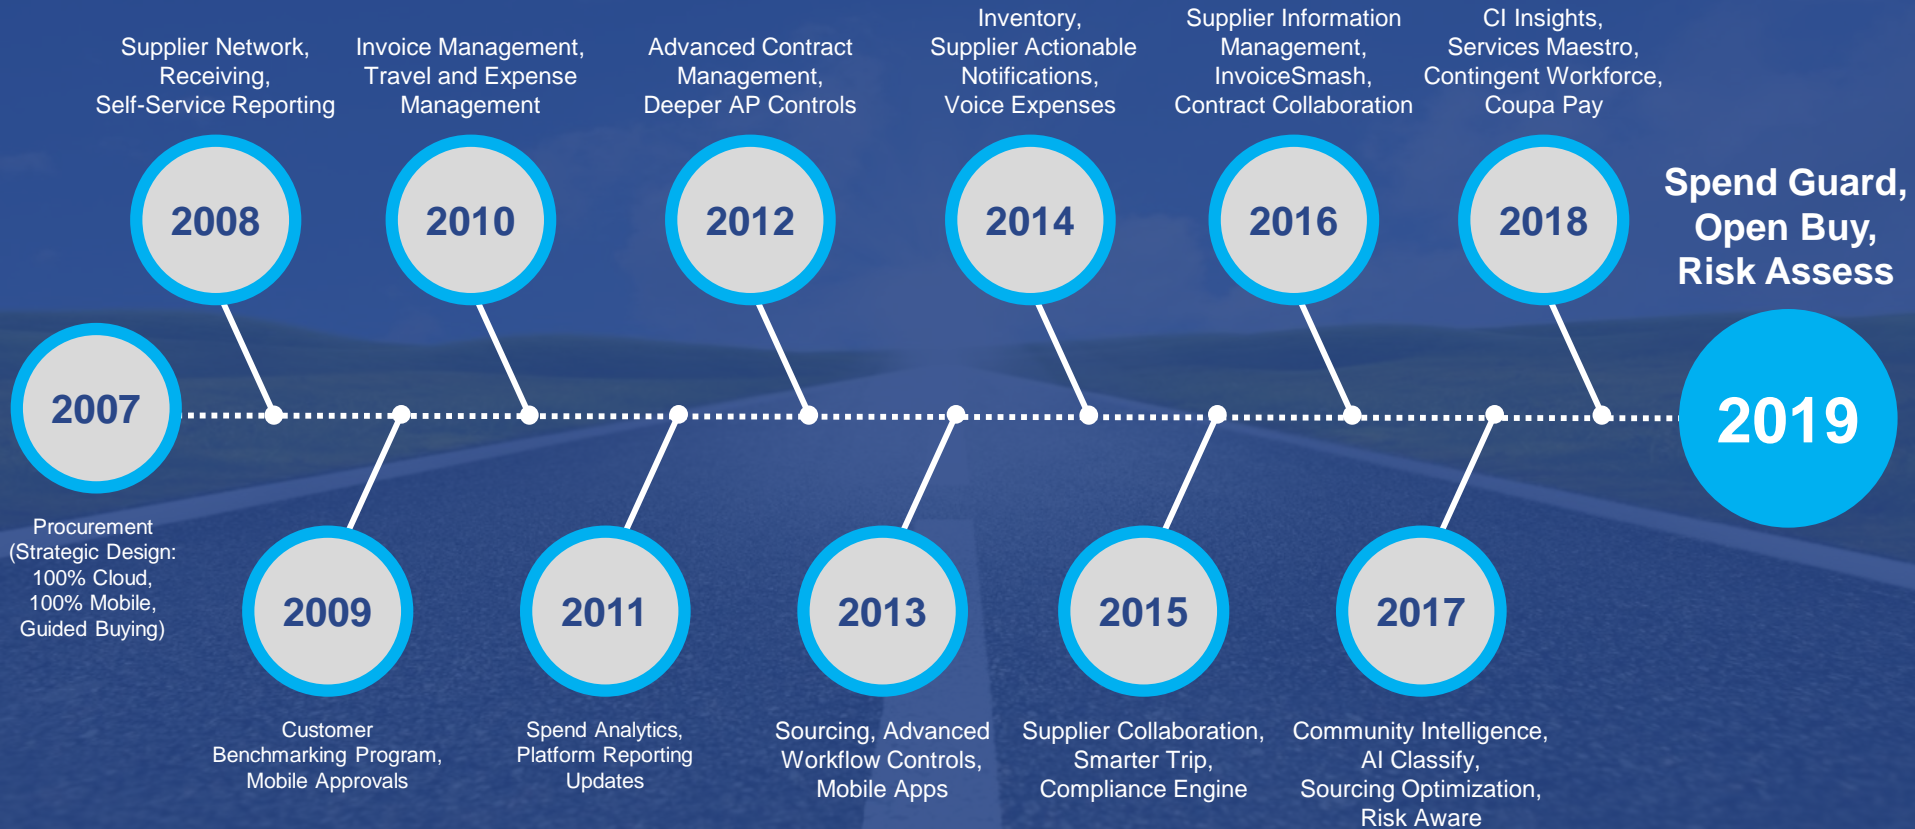 2007
Procurement
(Strategic Design:
100% Cloud,
100% Mobile,
Guided Buying)
Supplier Network,
Receiving,
Self-Service Reporting
2008
2009
Customer
Benchmarking Program,
Mobile Approvals
Invoice Management,
Travel and Expense
Management
2010
2011
Spend Analytics,
Platform Reporting
Updates
Advanced Contract
Management,
Deeper AP Controls
2012
2013
Sourcing, Advanced
Workflow Controls,
Mobile Apps
Inventory,
Supplier Actionable
Notifications,
Voice Expenses
2014
2015
Supplier Collaboration,
Smarter Trip,
Compliance Engine
Supplier Information
Management,
InvoiceSmash,
Contract Collaboration
2016
2017
Community Intelligence,
AI Classify,
Sourcing Optimization,
Risk Aware
CI Insights,
Services Maestro,
Contingent Workforce,
Coupa Pay
2018
Spend Guard,
Open Buy,
Risk Assess
2019